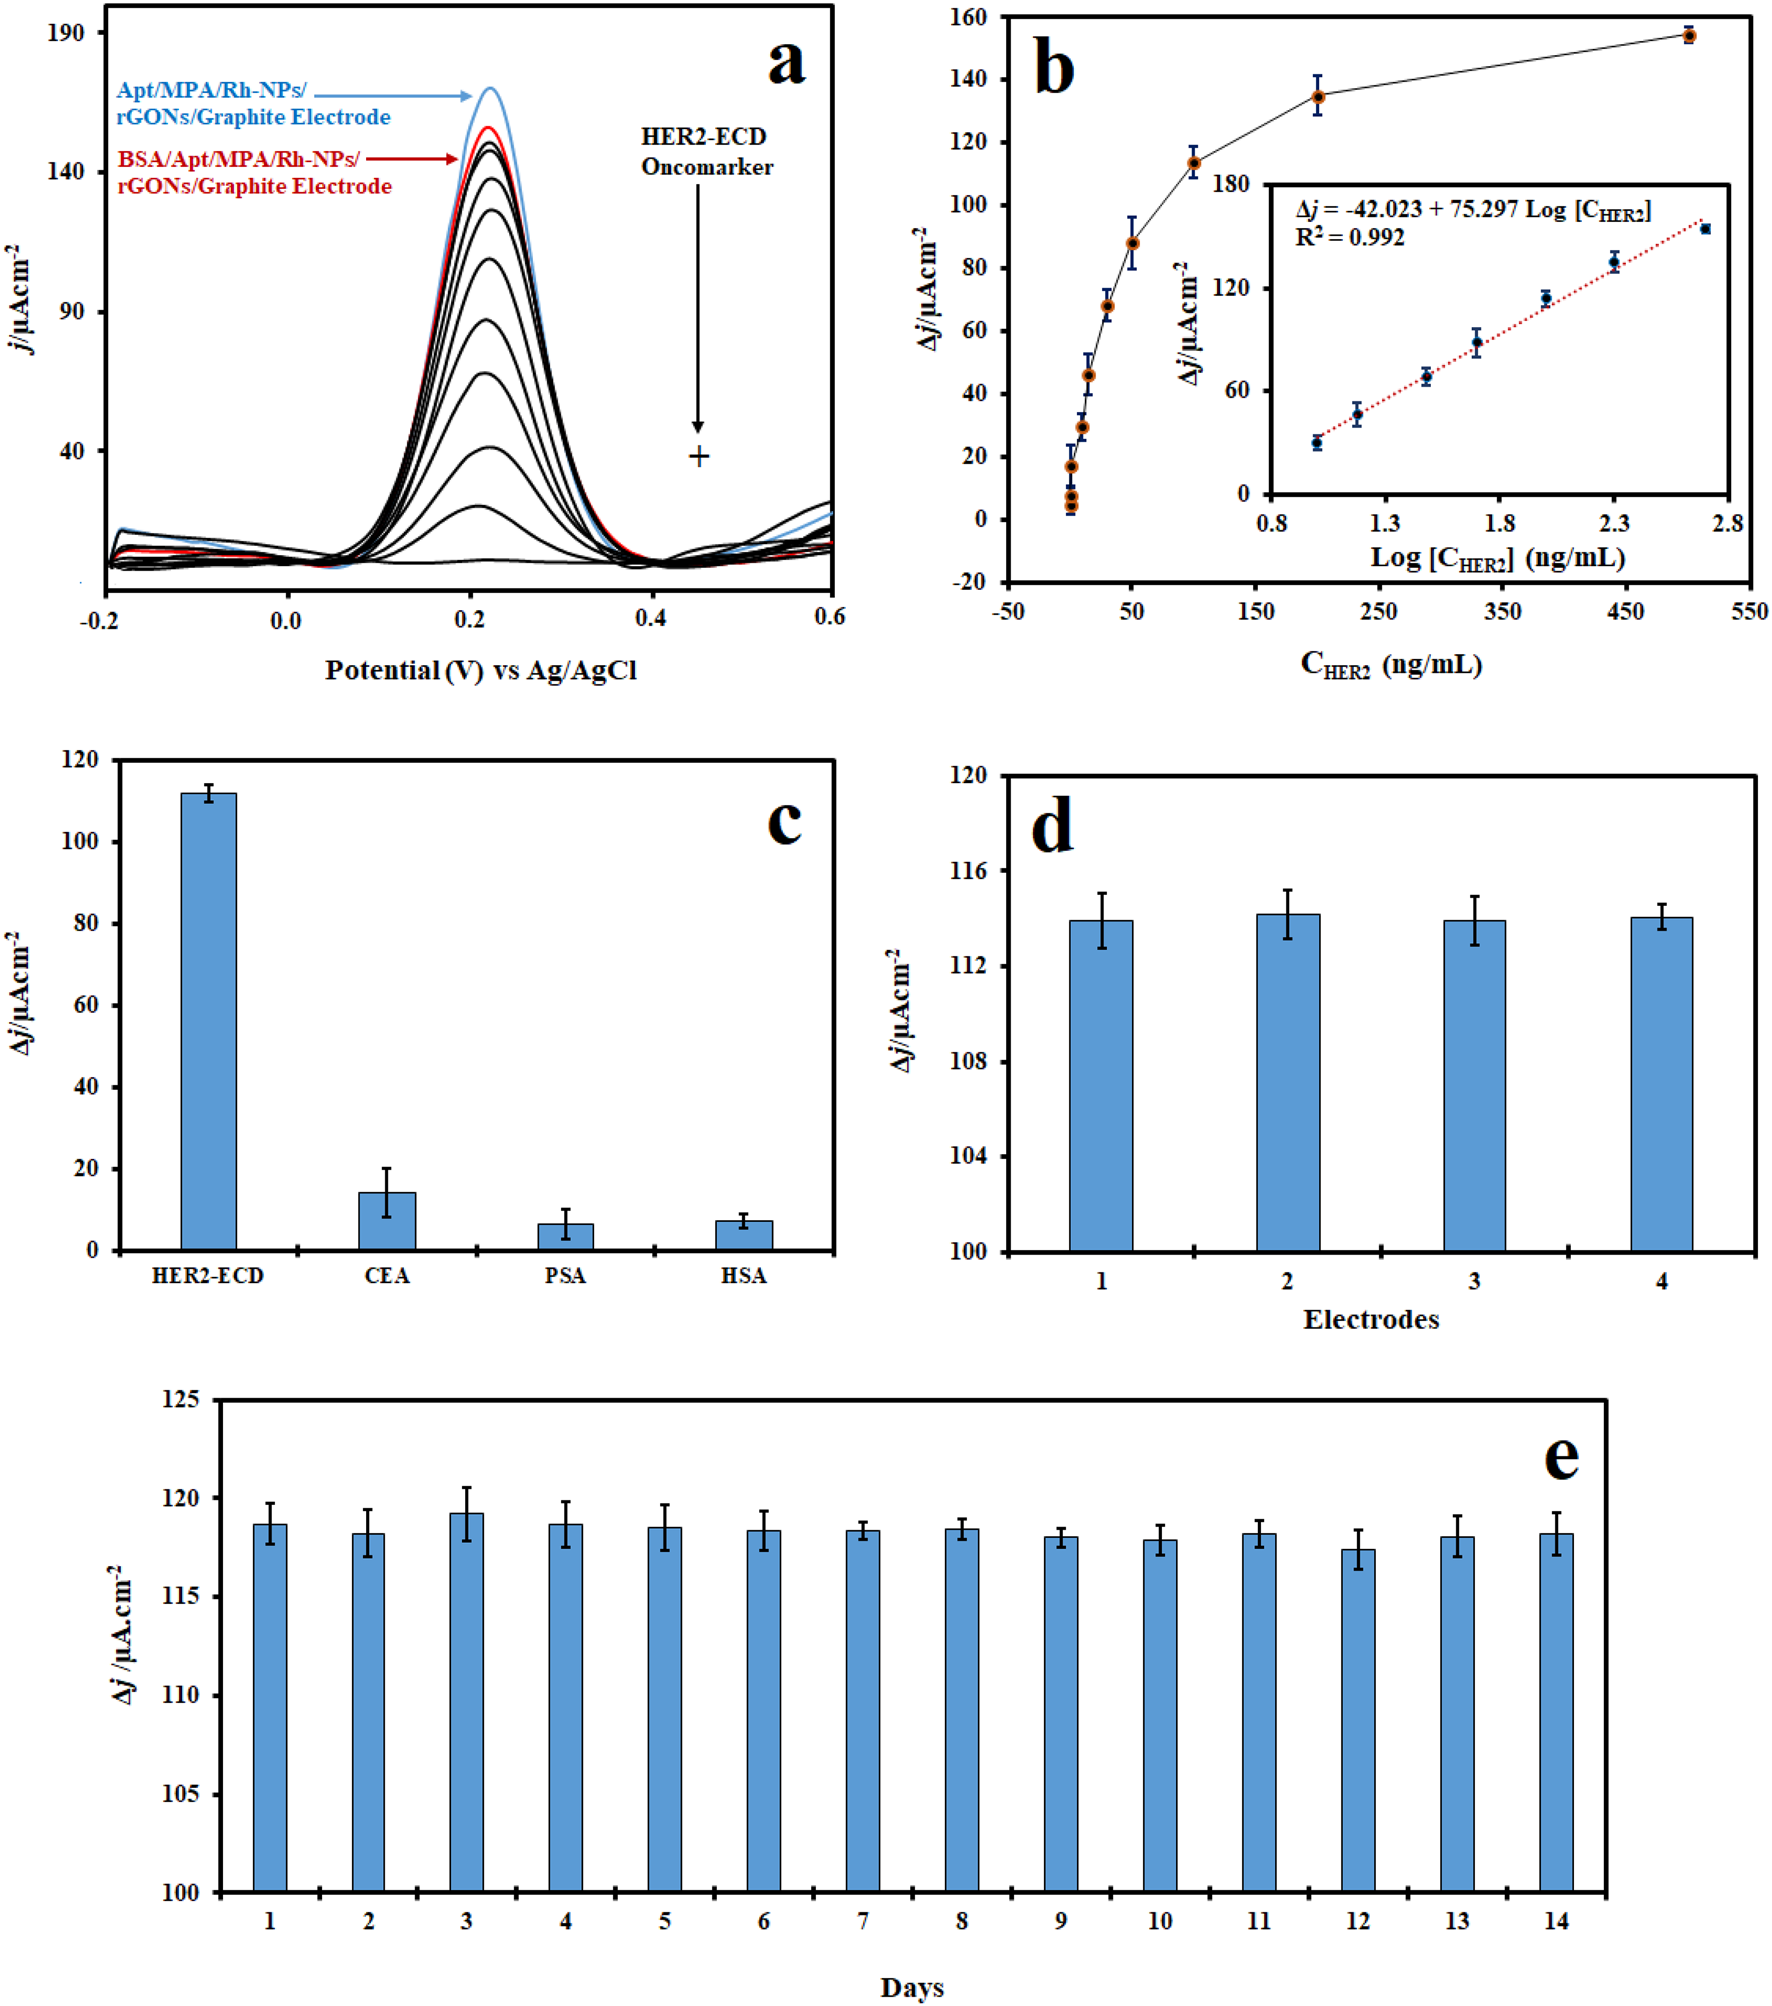 a
190
140
90
40
j/µAcm-2
Apt/MPA/Rh-NPs/
rGONs/Graphite Electrode
BSA/Apt/MPA/Rh-NPs/
rGONs/Graphite Electrode
HER2-ECD
Oncomarker
+
-0.2 0.0 0.2 0.4 0.6
Potential (V) vs Ag/AgCl
b
160
140
120
100
80
60
40
20
0
-20
Δj/µAcm-2
-50 50 150 250 350 450 550
CHER2 (ng/mL)
Δj = -42.023 + 75.297 Log [CHER2]
R2 = 0.992
180
120
60
0
Δj/µAcm-2
0.8 1.3 1.8 2.3 2.8
Log [CHER2] (ng/mL)
c
120
100
80
60
40
20
0
Δj/µAcm-2
HER2-ECD CEA PSA HSA
d
120
116
112
108
104
100
Δj/µAcm-2
1 2 3 4
Electrodes
e
125
120
115
110
105
100
Δj /µA.cm-2
1 2 3 4 5 6 7 8 9 10 11 12 13 14
Days